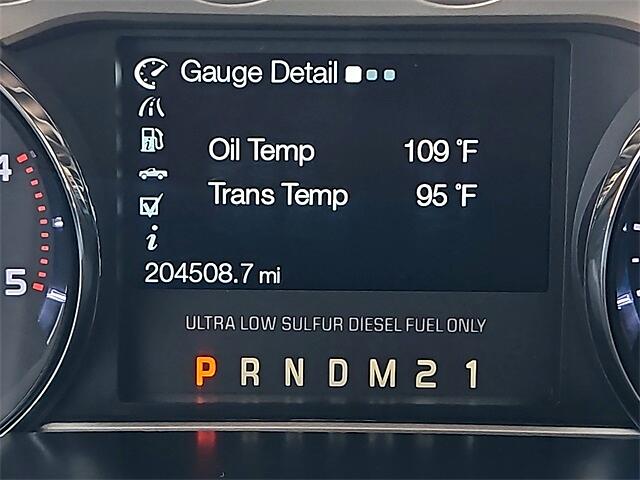 Gauge Detail
Oil Temp 109 °F
Trans Temp 95 °F
204508.7 mi
ULTRA LOW SULFUR DIESEL FUEL ONLY
P R N D M 2 1
4
5